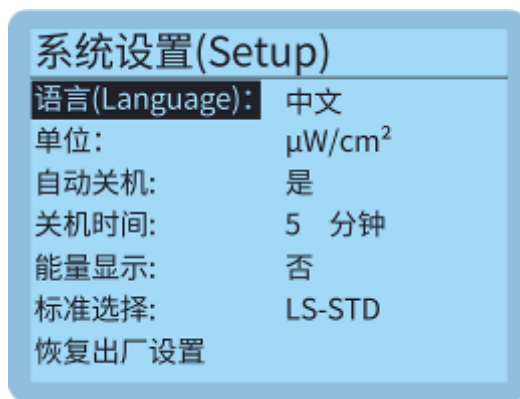 系统设置(Setup)
语言(Language): 中文
单位: μW/cm²
自动关机: 是
关机时间: 5 分钟
能量显示: 否
标准选择: LS-STD
恢复出厂设置